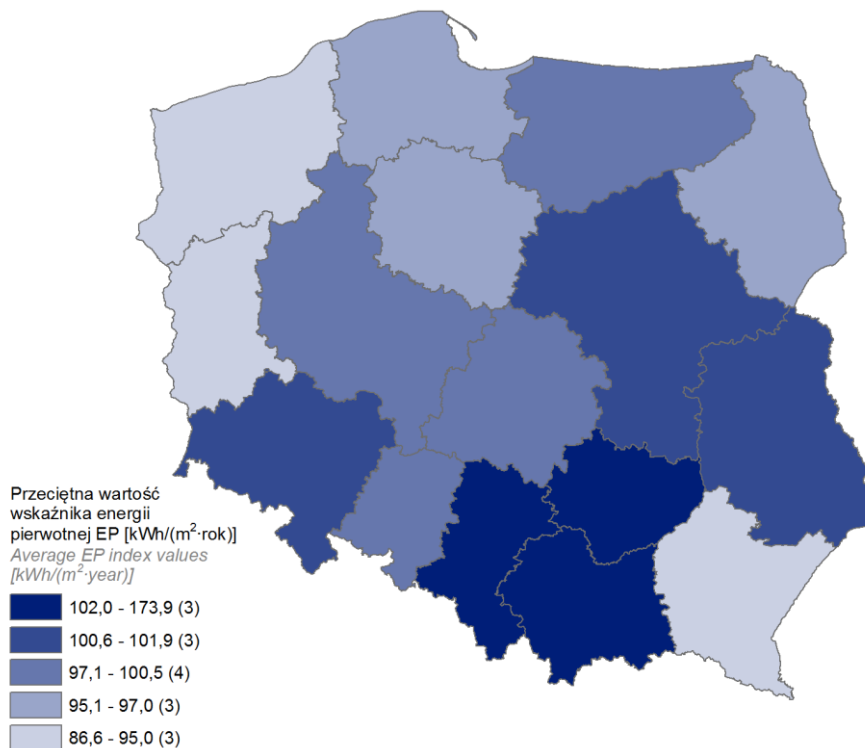 Przeciętna wartość
wskaźnika energii
pierwotnej EP [kWh/(m²·rok)]
Average EP index values
[kWh/(m²·year)]
102,0 - 173,9 (3)
100,6 - 101,9 (3)
97,1 - 100,5 (4)
95,1 - 97,0 (3)
86,6 - 95,0 (3)